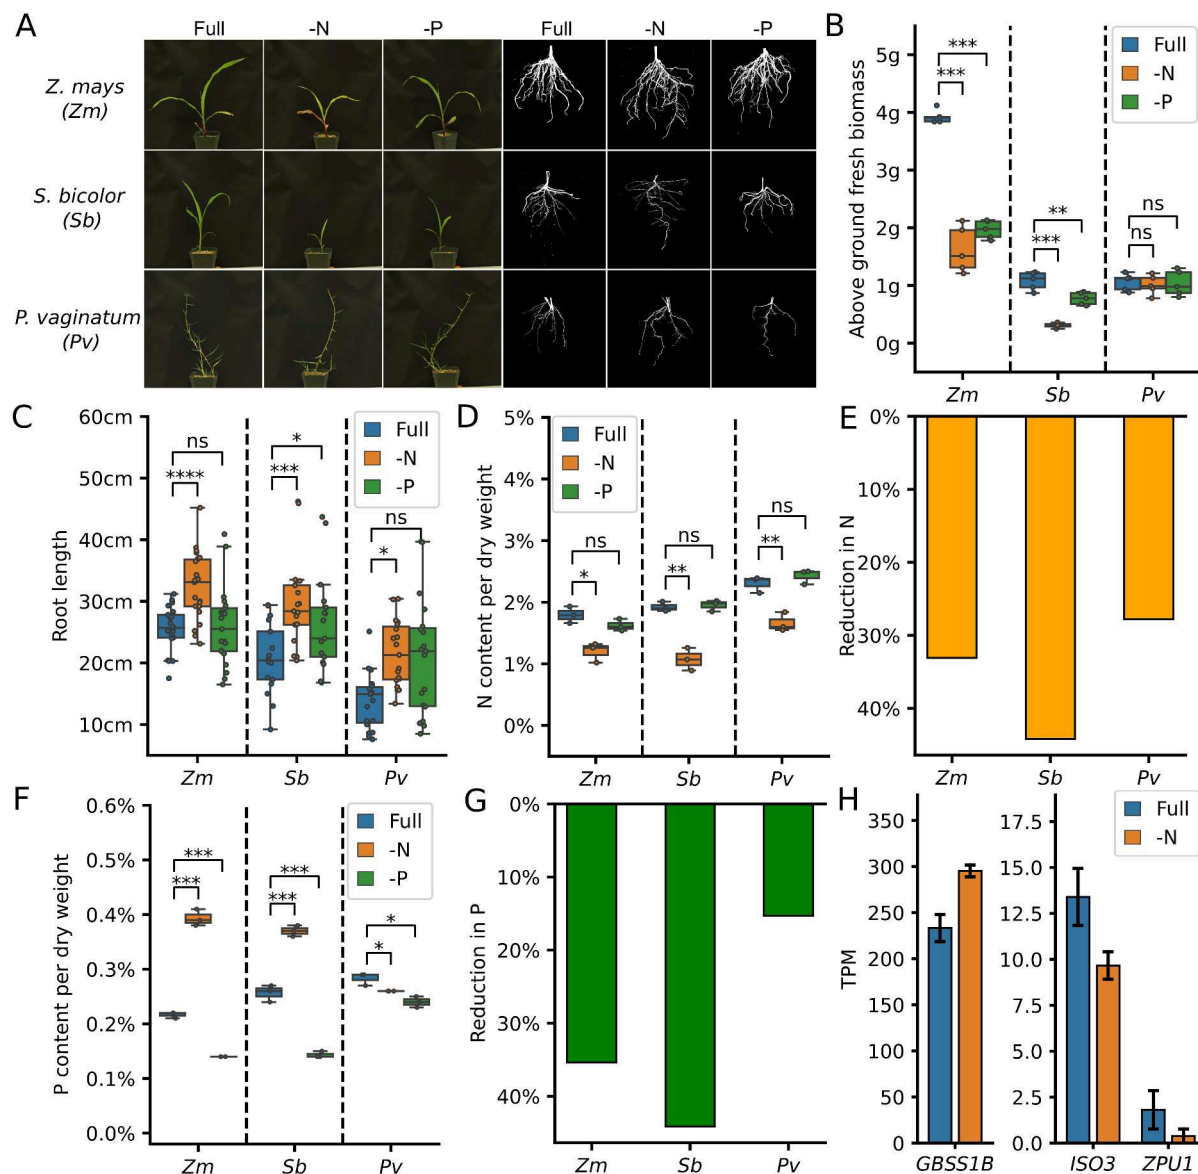 A
Full
-N
-P
Full
-N
-P
Z. mays
(Zm)
S. bicolor
(Sb)
P. vaginatum
(Pv)
B
Above ground fresh biomass
5g
4g
3g
2g
1g
0g
Full
-N
-P
***
***
**
***
ns
ns
Zm
Sb
Pv
C
Root length
60cm
50cm
40cm
30cm
20cm
10cm
Full
-N
-P
ns
****
*
***
ns
*
Zm
Sb
Pv
D
N content per dry weight
5%
4%
3%
2%
1%
0%
Full
-N
-P
ns
*
ns
**
ns
**
Zm
Sb
Pv
E
Reduction in N
0%
10%
20%
30%
40%
Zm
Sb
Pv
F
P content per dry weight
0.6%
0.5%
0.4%
0.3%
0.2%
0.1%
0.0%
Full
-N
-P
***
***
***
***
*
*
Zm
Sb
Pv
G
Reduction in P
0%
10%
20%
30%
40%
Zm
Sb
Pv
H
TPM
350
300
250
200
150
100
50
0
GBSS1B
17.5
15.0
12.5
10.0
7.5
5.0
2.5
0.0
Full
-N
ISO3
ZPU1